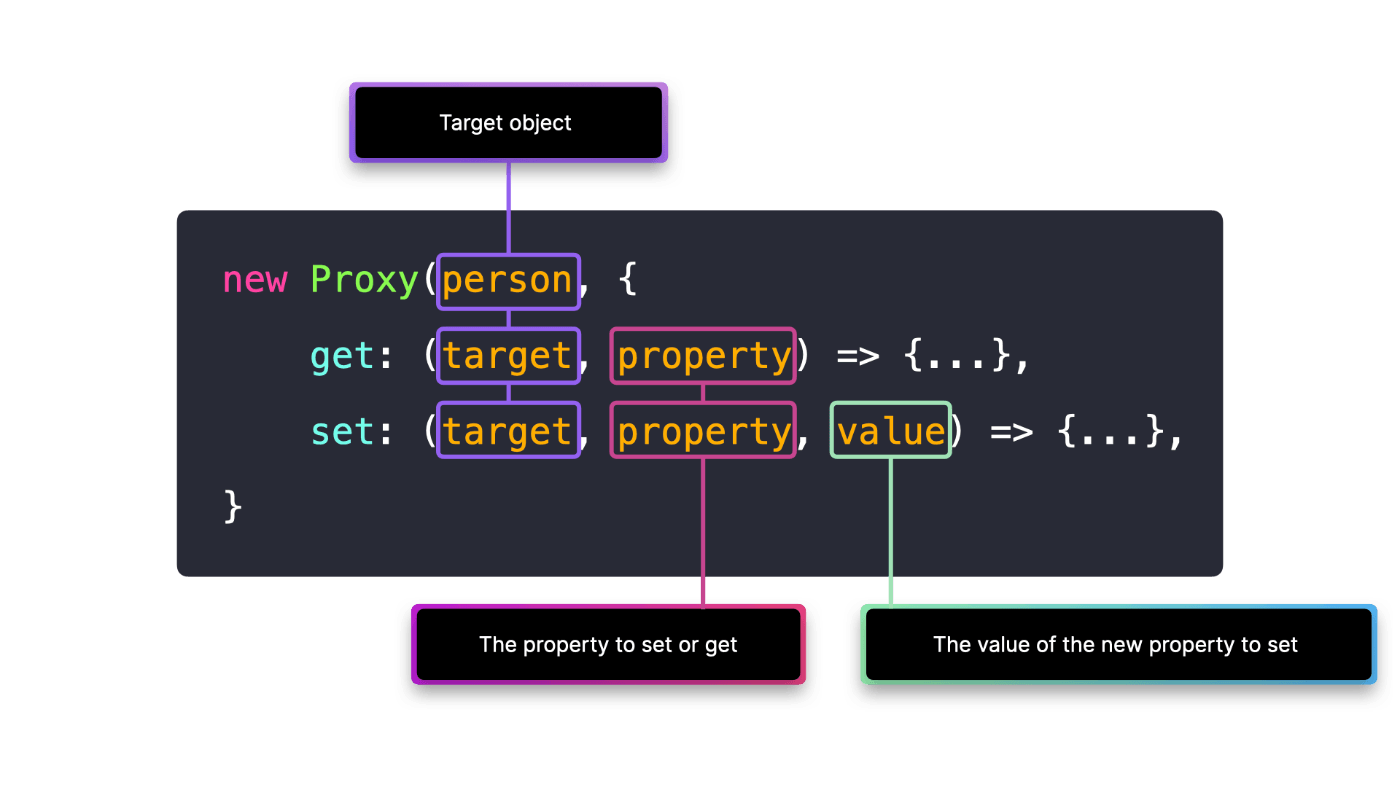 Target object
new Proxy(person, {
get: (target, property) => {...},
set: (target, property, value) => {...},
}
The property to set or get
The value of the new property to set